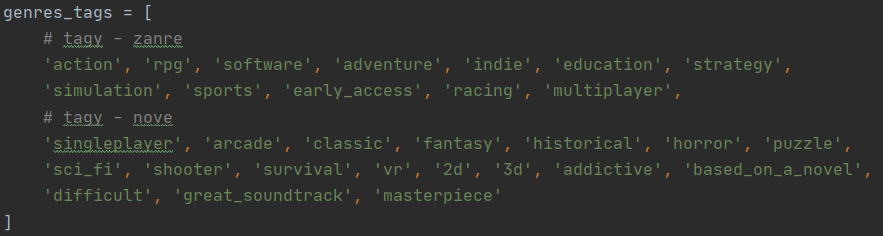 genres_tags = [
# tagy - zanre
'action', 'rpg', 'software', 'adventure', 'indie', 'education', 'strategy',
'simulation', 'sports', 'early_access', 'racing', 'multiplayer',
# tagy - nove
'singleplayer', 'arcade', 'classic', 'fantasy', 'historical', 'horror', 'puzzle',
'sci_fi', 'shooter', 'survival', 'vr', '2d', '3d', 'addictive', 'based_on_a_novel',
'difficult', 'great_soundtrack', 'masterpiece'
]